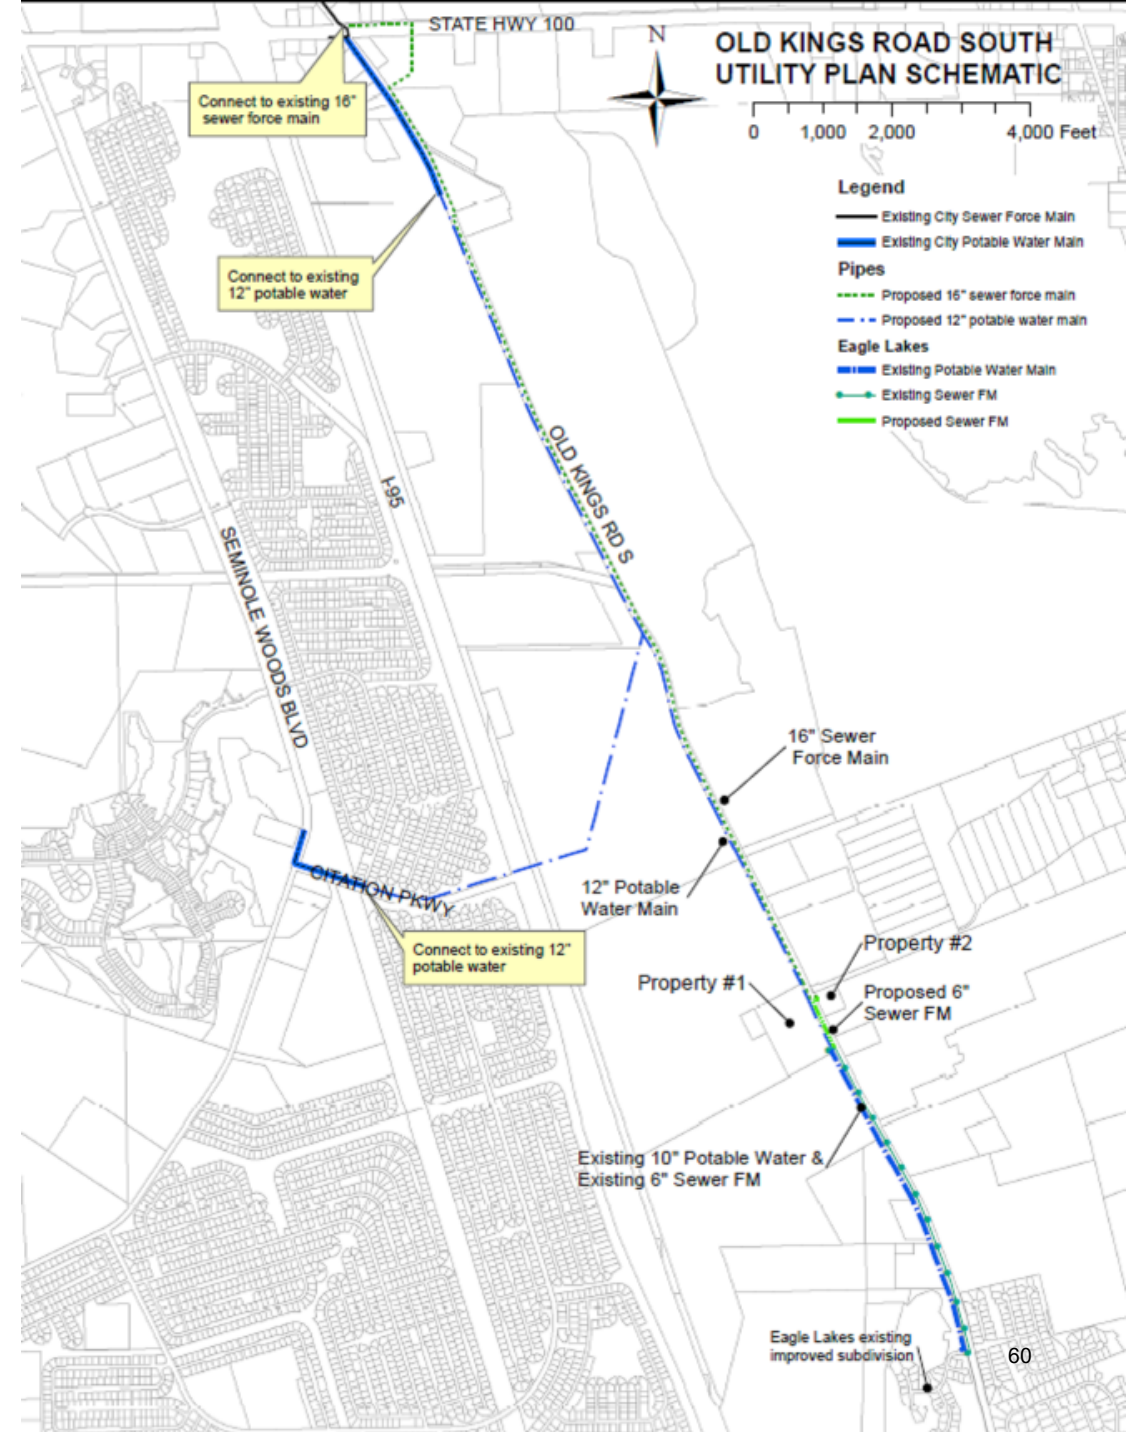 STATE HWY 100
N
OLD KINGS ROAD SOUTH
UTILITY PLAN SCHEMATIC
0 1,000 2,000 4,000 Feet
Connect to existing 16"
sewer force main
Legend
Existing City Sewer Force Main
Existing City Potable Water Main
Pipes
Proposed 16" sewer force main
Proposed 12" potable water main
Eagle Lakes
Existing Potable Water Main
Existing Sewer FM
Proposed Sewer FM
Connect to existing
12" potable water
OLD KINGS RD S
I-95
SEMINOLE WOODS BLVD
16" Sewer
Force Main
CITATION PKWY
12" Potable
Water Main
Connect to existing 12"
potable water
Property #2
Property #1
Proposed 6"
Sewer FM
Existing 10" Potable Water &
Existing 6" Sewer FM
Eagle Lakes existing
improved subdivision
60